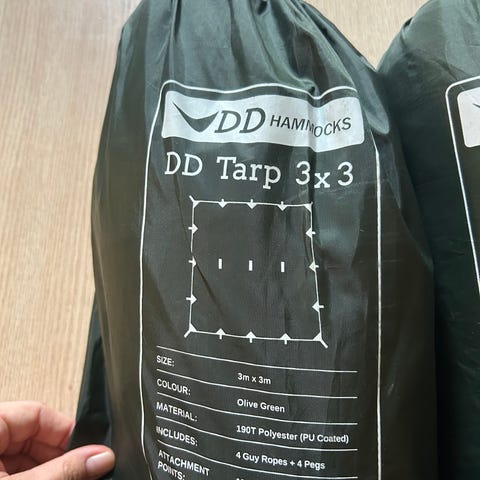 DD HAMMOCKS
DD Tarp 3x3
SIZE: 3m x 3m
COLOUR: Olive Green
MATERIAL: 190T Polyester (PU Coated)
INCLUDES: 4 Guy Ropes + 4 Pegs
ATTACHMENT
POINTS: